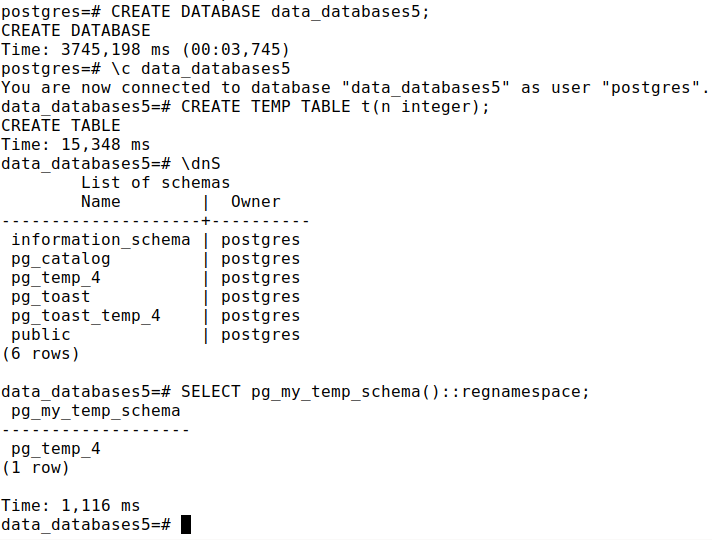 postgres=# CREATE DATABASE data_databases5;
CREATE DATABASE
Time: 3745,198 ms (00:03,745)
postgres=# \c data_databases5
You are now connected to database "data_databases5" as user "postgres".
data_databases5=# CREATE TEMP TABLE t(n integer);
CREATE TABLE
Time: 15,348 ms
data_databases5=# \dnS
        List of schemas
        Name        |  Owner
--------------------+----------
 information_schema | postgres
 pg_catalog         | postgres
 pg_temp_4          | postgres
 pg_toast           | postgres
 pg_toast_temp_4    | postgres
 public             | postgres
(6 rows)

data_databases5=# SELECT pg_my_temp_schema()::regnamespace;
 pg_my_temp_schema
-------------------
 pg_temp_4
(1 row)

Time: 1,116 ms
data_databases5=#